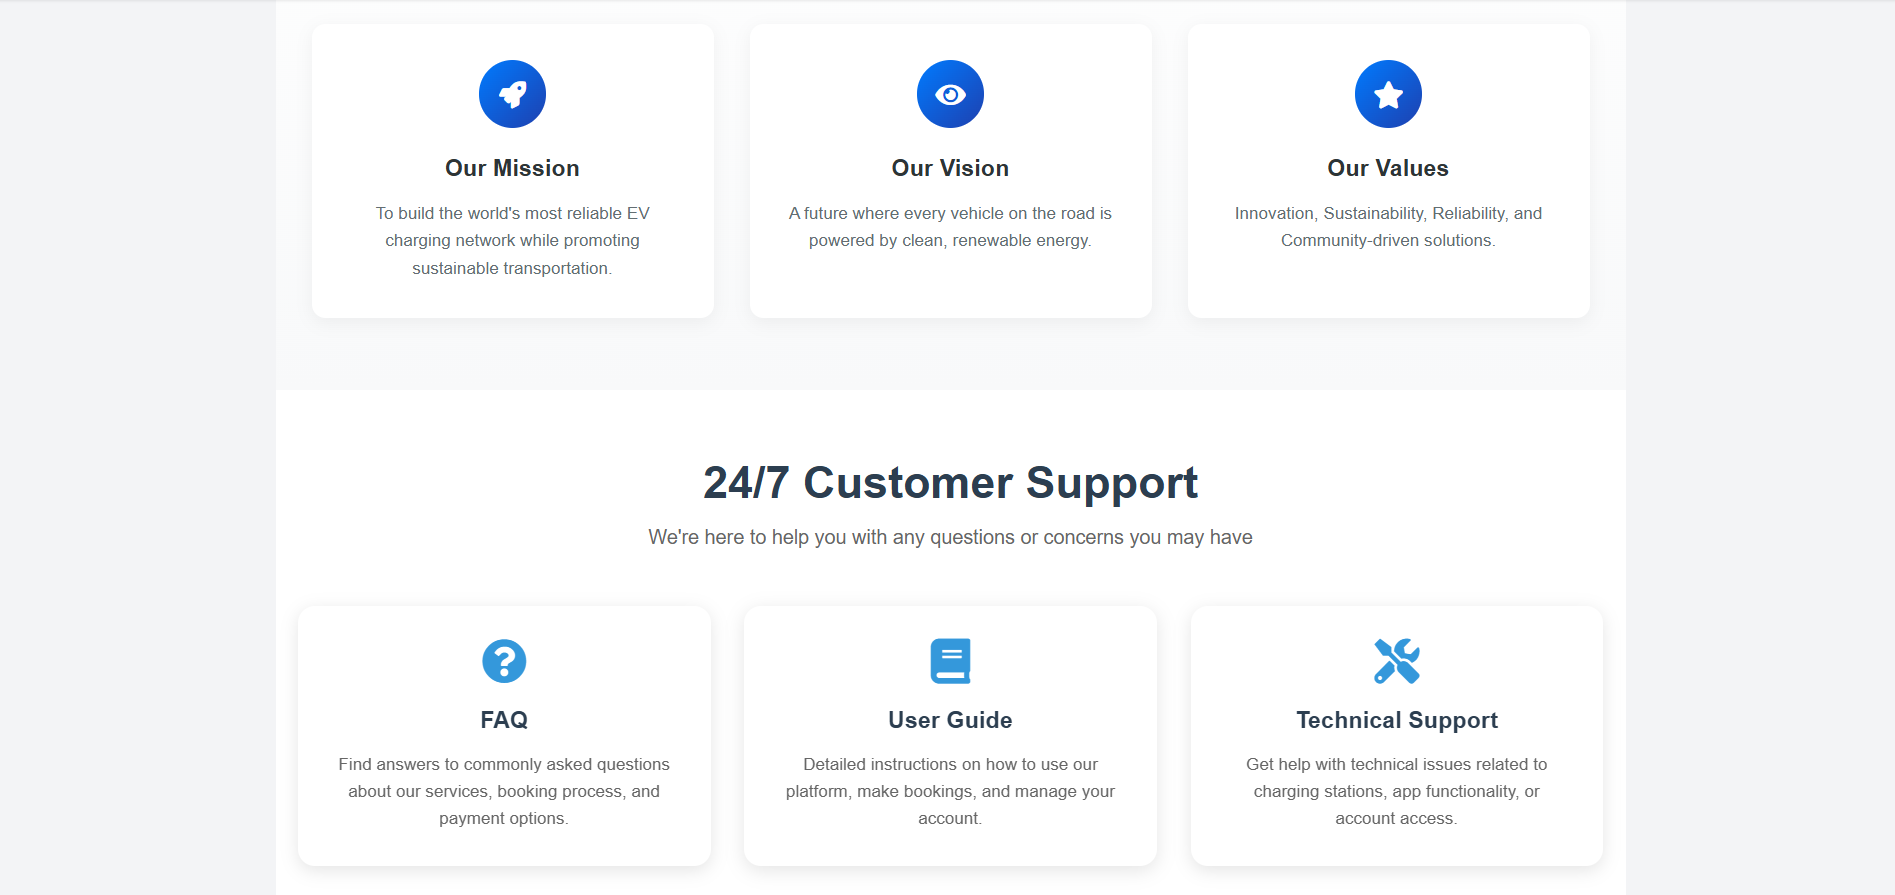 Our Mission
To build the world's most reliable EV
charging network while promoting
sustainable transportation.
Our Vision
A future where every vehicle on the road is
powered by clean, renewable energy.
Our Values
Innovation, Sustainability, Reliability, and
Community-driven solutions.
24/7 Customer Support
We're here to help you with any questions or concerns you may have
FAQ
Find answers to commonly asked questions
about our services, booking process, and
payment options.
User Guide
Detailed instructions on how to use our
platform, make bookings, and manage your
account.
Technical Support
Get help with technical issues related to
charging stations, app functionality, or
account access.